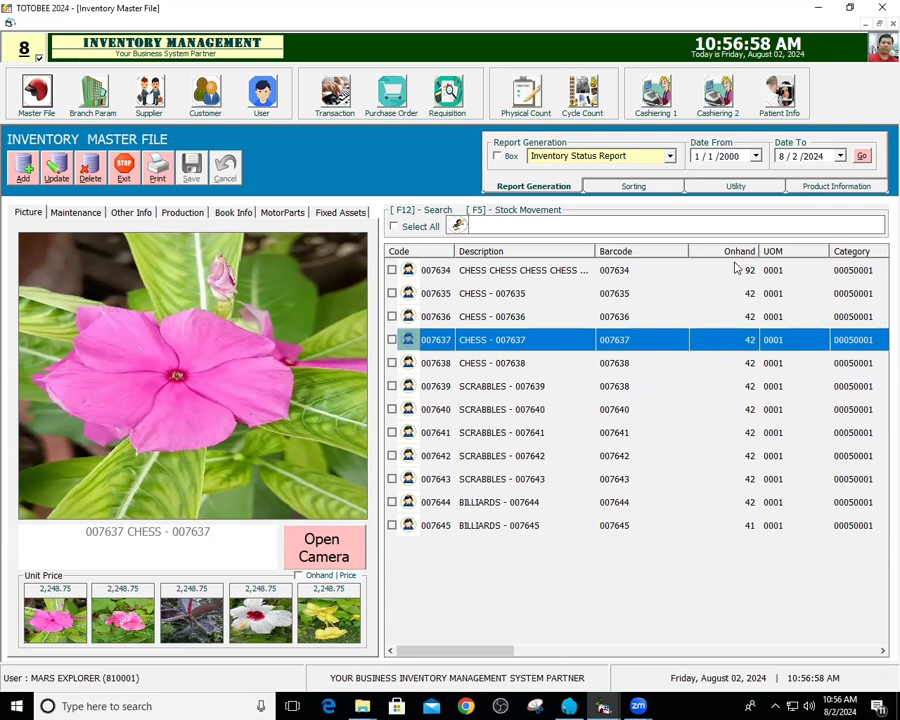 TOTOBEE 2024 - [Inventory Master File]
8
INVENTORY MANAGEMENT
Your Business System Partner
10:56:58 AM
Today is Friday, August 02, 2024
Master File
Branch Param
Supplier
Customer
User
Transaction
Purchase Order
Requisition
Physical Count
Cycle Count
Cashiering 1
Cashiering 2
Patient Info
INVENTORY MASTER FILE
Add
Update
Delete
Exit
Print
Save
Cancel
Report Generation
Box
Inventory Status Report
Date From
1 / 1 /2000
Date To
8 / 2 /2024
Go
Report Generation
Sorting
Utility
Product Information
Picture
Maintenance
Other Info
Production
Book Info
MotorParts
Fixed Assets
[ F12] - Search [ F5] - Stock Movement
Select All
Code Description Barcode Onhand UOM Category
007634 CHESS CHESS CHESS CHESS ... 007634 92 0001 00050001
007635 CHESS - 007635 007635 42 0001 00050001
007636 CHESS - 007636 007636 42 0001 00050001
007637 CHESS - 007637 007637 42 0001 00050001
007638 CHESS - 007638 007638 42 0001 00050001
007639 SCRABBLES - 007639 007638 42 0001 00050001
007640 SCRABBLES - 007640 007640 42 0001 00050001
007641 SCRABBLES - 007641 007641 42 0001 00050001
007642 SCRABBLES - 007642 007642 42 0001 00050001
007643 SCRABBLES - 007643 007643 42 0001 00050001
007644 BILLIARDS - 007644 007644 42 0001 00050001
007645 BILLIARDS - 007645 007645 41 0001 00050001
007637 CHESS - 007637
Open
Camera
Unit Price
Onhand | Price
2,248.75
2,248.75
2,248.75
2,248.75
2,248.75
User : MARS EXPLORER (810001)
YOUR BUSINESS INVENTORY MANAGEMENT SYSTEM PARTNER
Friday, August 02, 2024 | 10:56:58 AM
Type here to search
zm
10:56 AM
8/2/2024